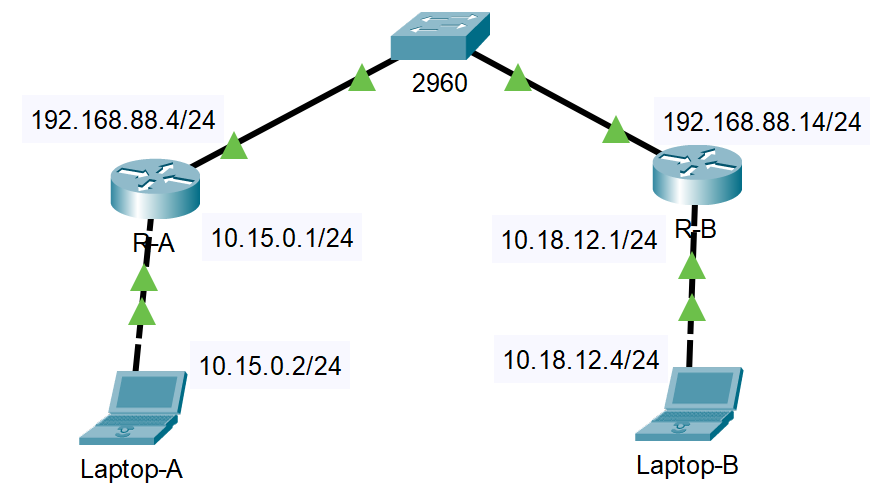 2960
192.168.88.4/24
192.168.88.14/24
R-A
10.15.0.1/24
10.18.12.1/24
R-B
10.15.0.2/24
10.18.12.4/24
Laptop-A
Laptop-B